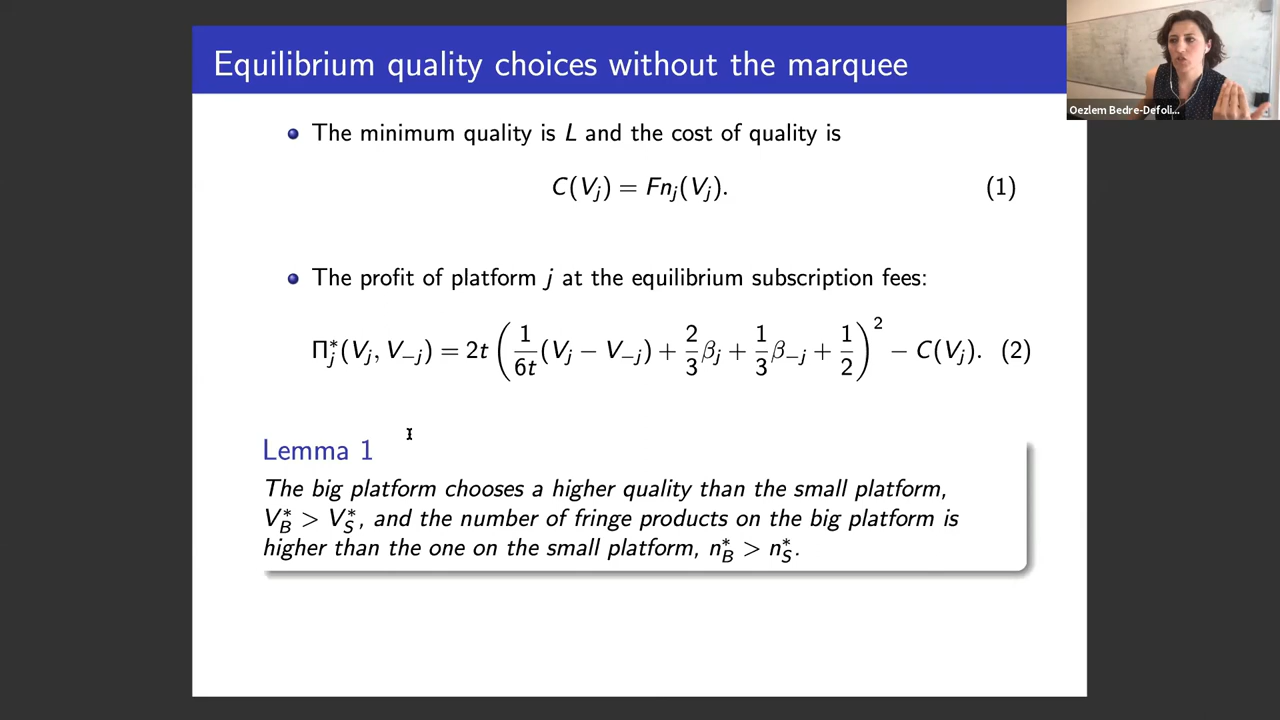 Equilibrium quality choices without the marquee
Oezlem Bedre-Defoli...
The minimum quality is L and the cost of quality is
C(V_j) = Fn_j(V_j). (1)
The profit of platform j at the equilibrium subscription fees:
Π*_j(V_j, V_{−j}) = 2t (1/6t (V_j − V_{−j}) + 2/3 β_j + 1/3 β_{−j} + 1/2)² − C(V_j). (2)
Lemma 1
The big platform chooses a higher quality than the small platform,
V*_B > V*_S, and the number of fringe products on the big platform is
higher than the one on the small platform, n*_B > n*_S.